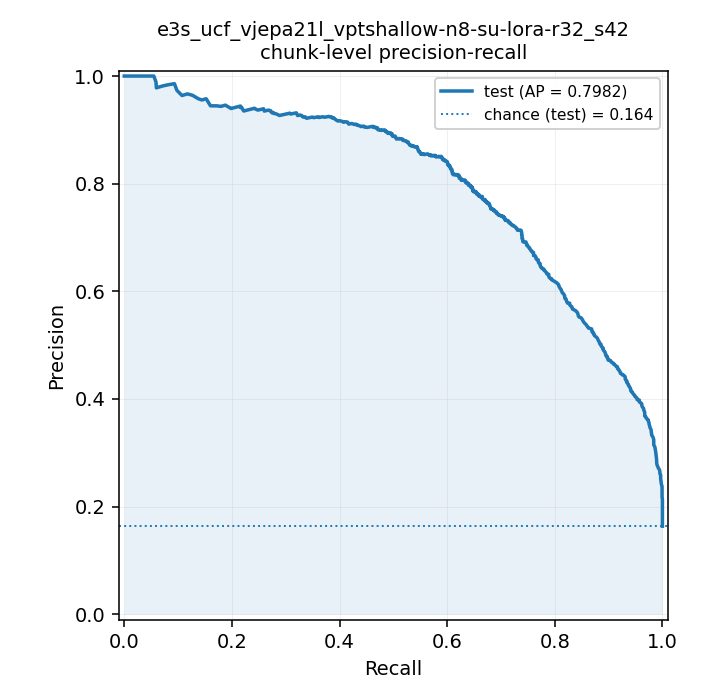 e3s_ucf_vjepa21l_vptshallow-n8-su-lora-r32_s42
chunk-level precision-recall
test (AP = 0.7982)
chance (test) = 0.164
Precision
1.0
0.8
0.6
0.4
0.2
0.0
0.0 0.2 0.4 0.6 0.8 1.0
Recall